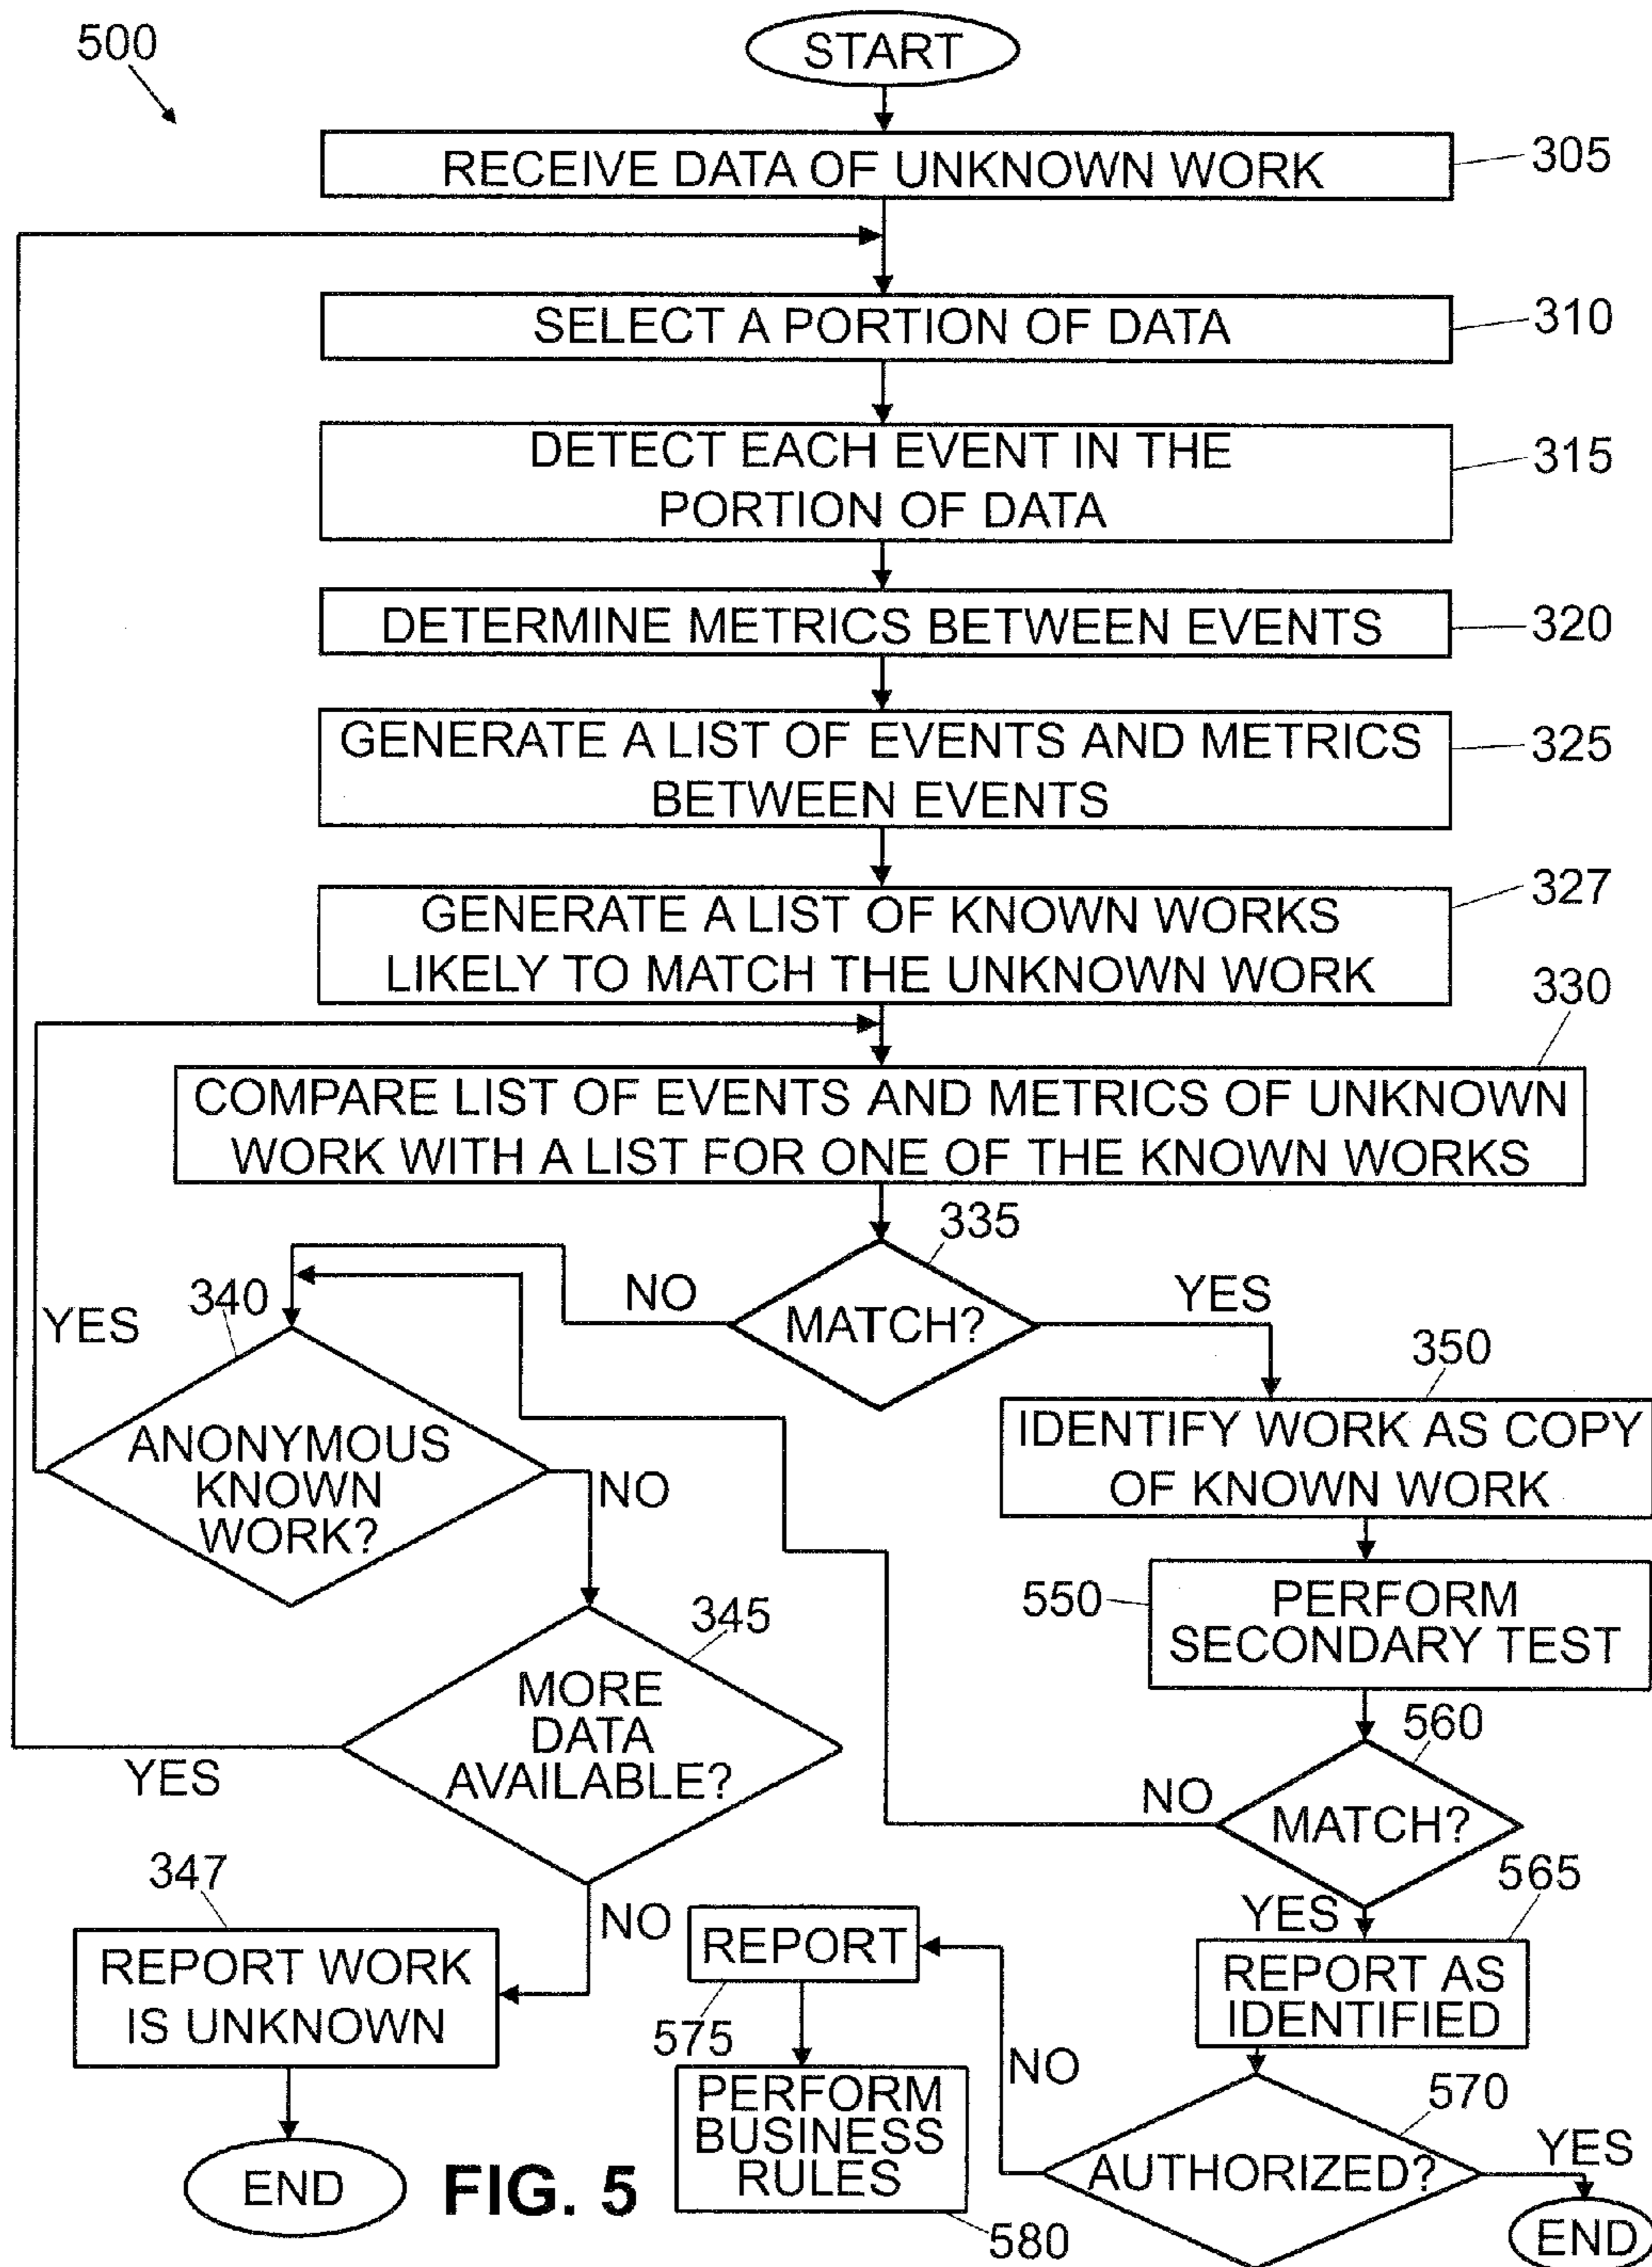 500
START
RECEIVE DATA OF UNKNOWN WORK
305
SELECT A PORTION OF DATA
310
DETECT EACH EVENT IN THE
PORTION OF DATA
315
DETERMINE METRICS BETWEEN EVENTS
320
GENERATE A LIST OF EVENTS AND METRICS
BETWEEN EVENTS
325
GENERATE A LIST OF KNOWN WORKS
LIKELY TO MATCH THE UNKNOWN WORK
327
330
COMPARE LIST OF EVENTS AND METRICS OF UNKNOWN
WORK WITH A LIST FOR ONE OF THE KNOWN WORKS
335
MATCH?
NO
YES
340
YES
ANONYMOUS
KNOWN
WORK?
NO
350
IDENTIFY WORK AS COPY
OF KNOWN WORK
550
PERFORM
SECONDARY TEST
345
MORE
DATA
AVAILABLE?
YES
NO
560
MATCH?
NO
YES
347
REPORT WORK
IS UNKNOWN
END
565
REPORT AS
IDENTIFIED
570
AUTHORIZED?
NO
YES
END
REPORT
575
PERFORM
BUSINESS
RULES
580
FIG. 5